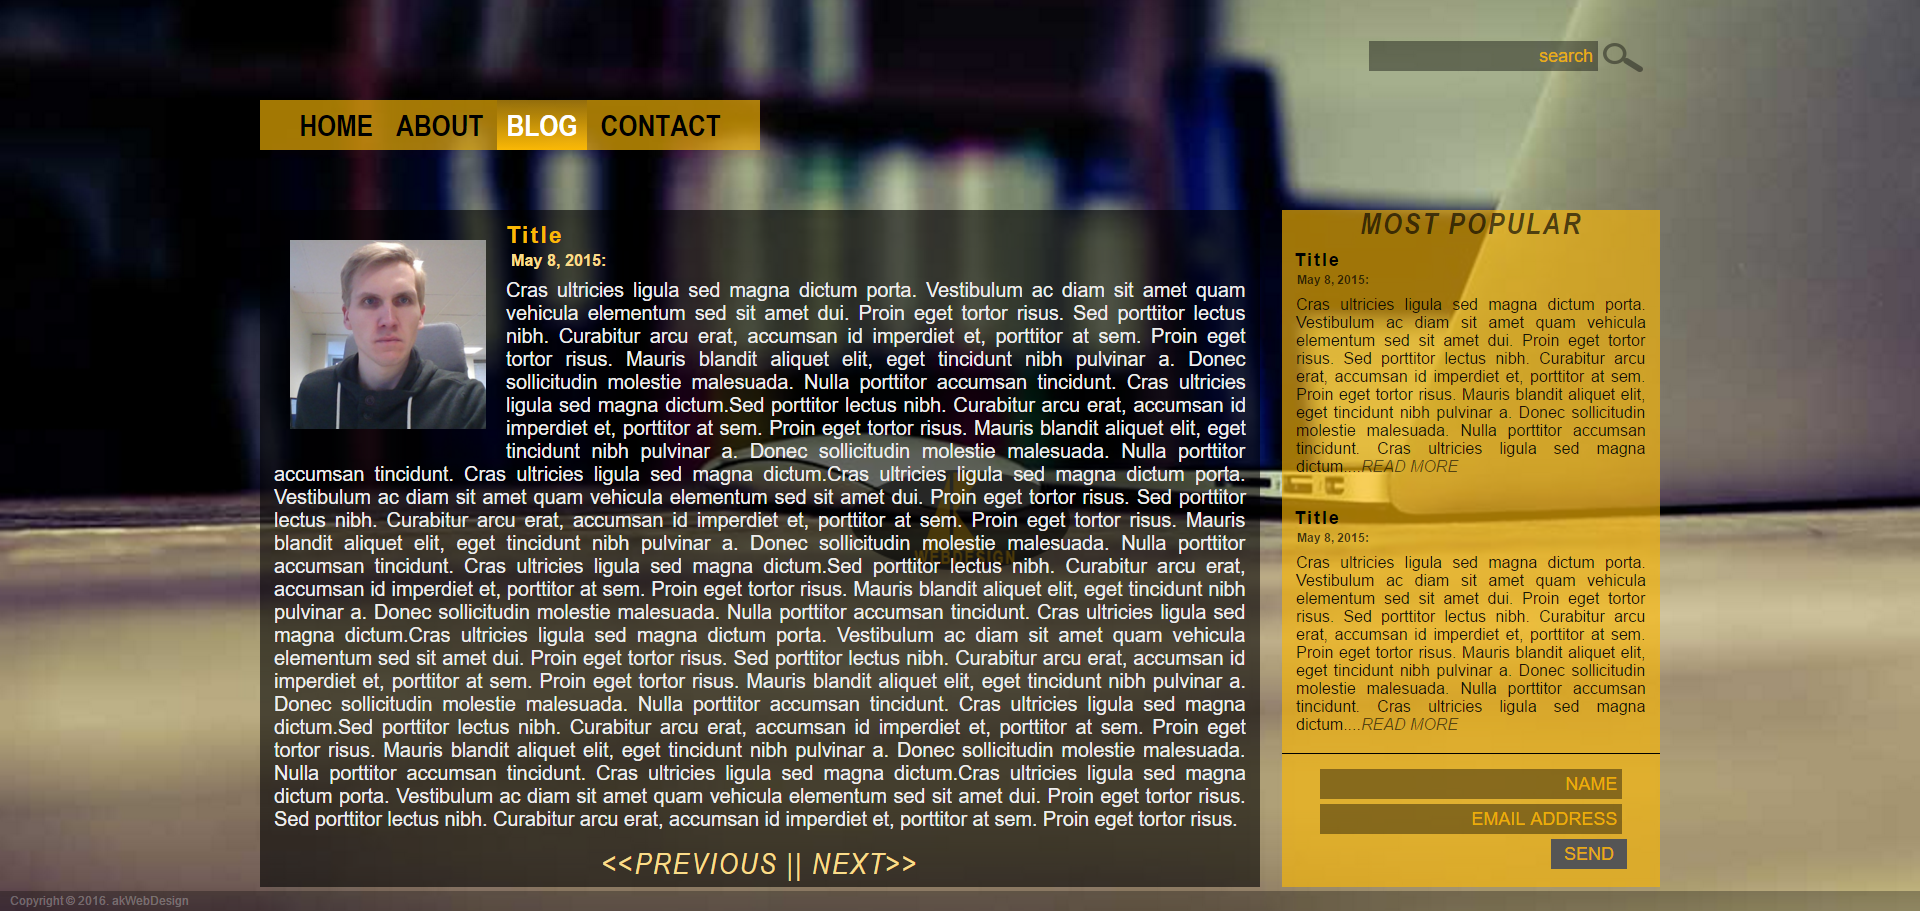 search
HOME ABOUT BLOG CONTACT
Title
May 8, 2015:
Cras ultricies ligula sed magna dictum porta. Vestibulum ac diam sit amet quam
vehicula elementum sed sit amet dui. Proin eget tortor risus. Sed porttitor lectus
nibh. Curabitur arcu erat, accumsan id imperdiet et, porttitor at sem. Proin eget
tortor risus. Mauris blandit aliquet elit, eget tincidunt nibh pulvinar a. Donec
sollicitudin molestie malesuada. Nulla porttitor accumsan tincidunt. Cras ultricies
ligula sed magna dictum.Sed porttitor lectus nibh. Curabitur arcu erat, accumsan id
imperdiet et, porttitor at sem. Proin eget tortor risus. Mauris blandit aliquet elit, eget
tincidunt nibh pulvinar a. Donec sollicitudin molestie malesuada. Nulla porttitor
accumsan tincidunt. Cras ultricies ligula sed magna dictum.Cras ultricies ligula sed magna dictum porta.
Vestibulum ac diam sit amet quam vehicula elementum sed sit amet dui. Proin eget tortor risus. Sed porttitor
lectus nibh. Curabitur arcu erat, accumsan id imperdiet et, porttitor at sem. Proin eget tortor risus. Mauris
blandit aliquet elit, eget tincidunt nibh pulvinar a. Donec sollicitudin molestie malesuada. Nulla porttitor
accumsan tincidunt. Cras ultricies ligula sed magna dictum.Sed porttitor lectus nibh. Curabitur arcu erat,
accumsan id imperdiet et, porttitor at sem. Proin eget tortor risus. Mauris blandit aliquet elit, eget tincidunt nibh
pulvinar a. Donec sollicitudin molestie malesuada. Nulla porttitor accumsan tincidunt. Cras ultricies ligula sed
magna dictum.Cras ultricies ligula sed magna dictum porta. Vestibulum ac diam sit amet quam vehicula
elementum sed sit amet dui. Proin eget tortor risus. Sed porttitor lectus nibh. Curabitur arcu erat, accumsan id
imperdiet et, porttitor at sem. Proin eget tortor risus. Mauris blandit aliquet elit, eget tincidunt nibh pulvinar a.
Donec sollicitudin molestie malesuada. Nulla porttitor accumsan tincidunt. Cras ultricies ligula sed magna
dictum.Sed porttitor lectus nibh. Curabitur arcu erat, accumsan id imperdiet et, porttitor at sem. Proin eget
tortor risus. Mauris blandit aliquet elit, eget tincidunt nibh pulvinar a. Donec sollicitudin molestie malesuada.
Nulla porttitor accumsan tincidunt. Cras ultricies ligula sed magna dictum.Cras ultricies ligula sed magna
dictum porta. Vestibulum ac diam sit amet quam vehicula elementum sed sit amet dui. Proin eget tortor risus.
Sed porttitor lectus nibh. Curabitur arcu erat, accumsan id imperdiet et, porttitor at sem. Proin eget tortor risus.
WEBDESIGN
<<PREVIOUS || NEXT>>
MOST POPULAR
Title
May 8, 2015:
Cras ultricies ligula sed magna dictum porta.
Vestibulum ac diam sit amet quam vehicula
elementum sed sit amet dui. Proin eget tortor
risus. Sed porttitor lectus nibh. Curabitur arcu
erat, accumsan id imperdiet et, porttitor at sem.
Proin eget tortor risus. Mauris blandit aliquet elit,
eget tincidunt nibh pulvinar a. Donec sollicitudin
molestie malesuada. Nulla porttitor accumsan
tincidunt. Cras ultricies ligula sed magna
dictum....READ MORE
Title
May 8, 2015:
Cras ultricies ligula sed magna dictum porta.
Vestibulum ac diam sit amet quam vehicula
elementum sed sit amet dui. Proin eget tortor
risus. Sed porttitor lectus nibh. Curabitur arcu
erat, accumsan id imperdiet et, porttitor at sem.
Proin eget tortor risus. Mauris blandit aliquet elit,
eget tincidunt nibh pulvinar a. Donec sollicitudin
molestie malesuada. Nulla porttitor accumsan
tincidunt. Cras ultricies ligula sed magna
dictum....READ MORE
NAME
EMAIL ADDRESS
SEND
Copyright © 2016. akWebDesign